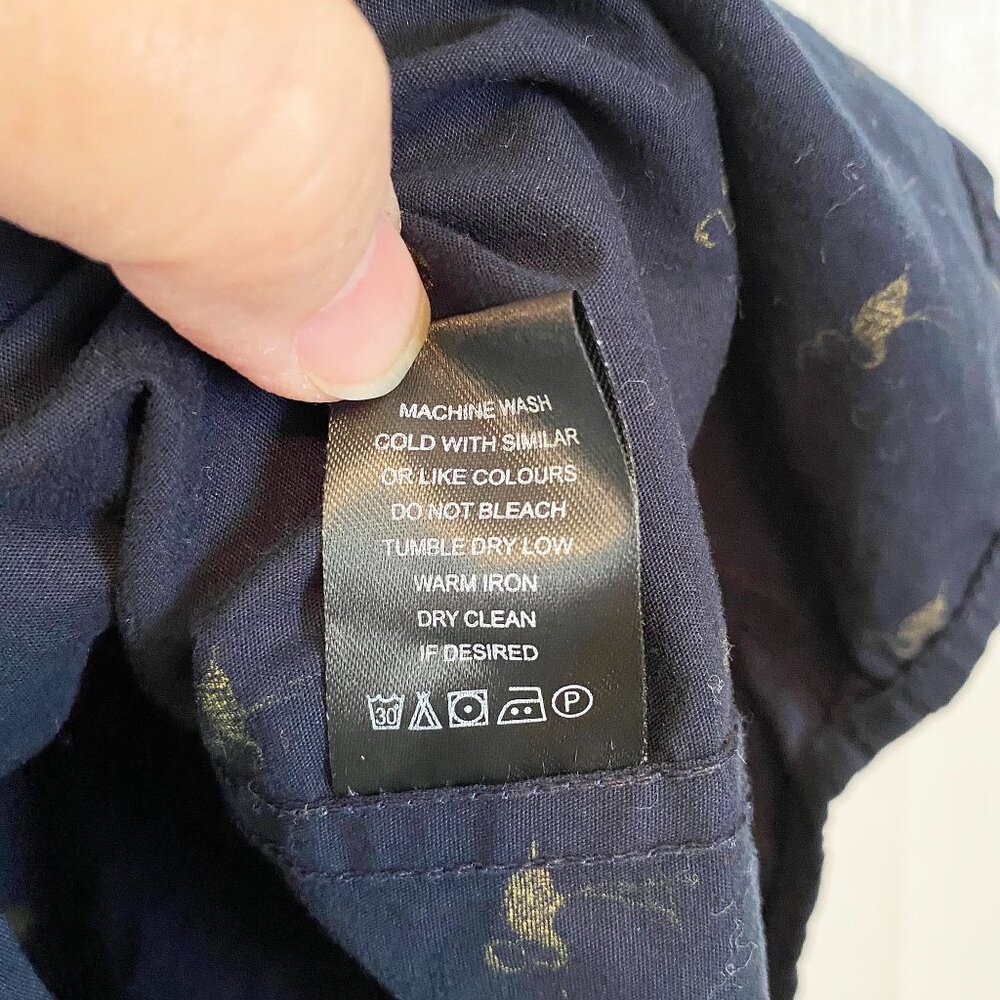 MACHINE WASH
COLD WITH SIMILAR
OR LIKE COLOURS
DO NOT BLEACH
TUMBLE DRY LOW
WARM IRON
DRY CLEAN
IF DESIRED
30° P